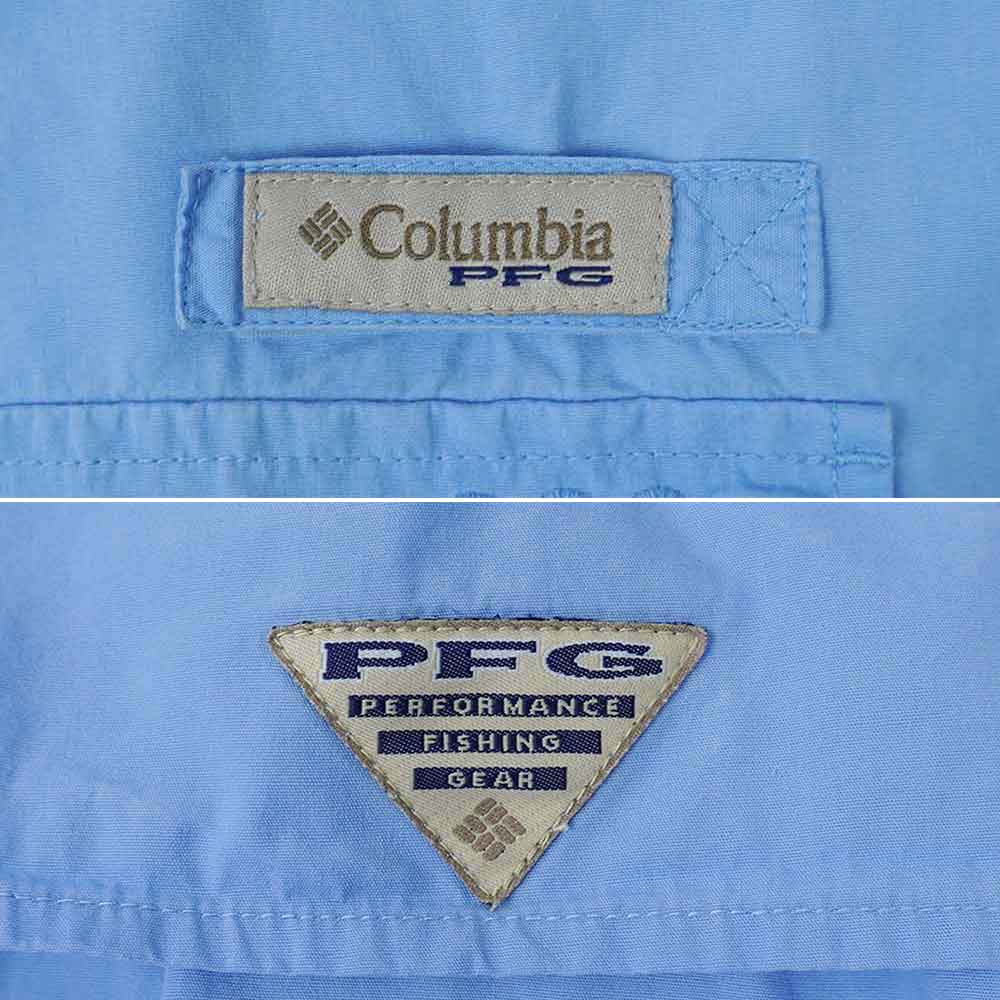 Columbia
PFG
PFG
PERFORMANCE
FISHING
GEAR